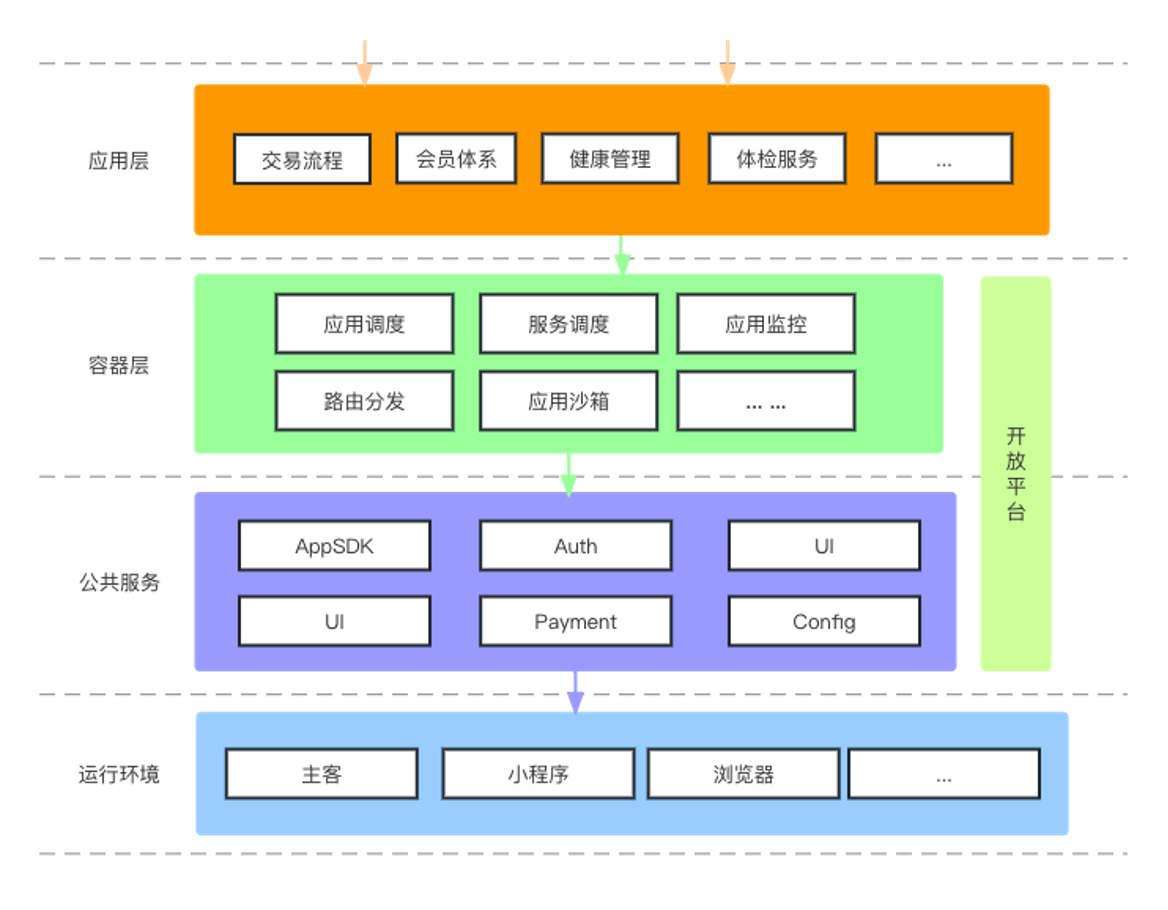 应用层
交易流程
会员体系
健康管理
体检服务
...
容器层
应用调度
服务调度
应用监控
路由分发
应用沙箱
... ...
开放平台
公共服务
AppSDK
Auth
UI
UI
Payment
Config
运行环境
主客
小程序
浏览器
...